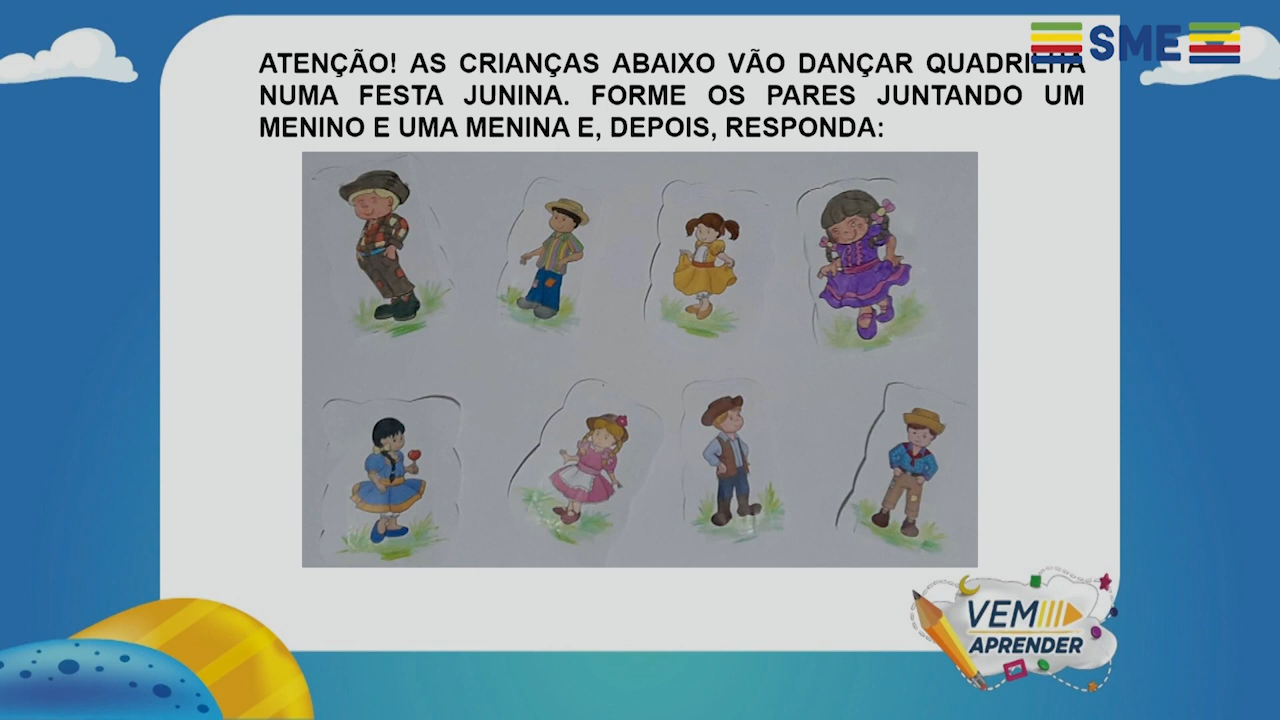 SME
ATENÇÃO! AS CRIANÇAS ABAIXO VÃO DANÇAR QUADRILHA
NUMA FESTA JUNINA. FORME OS PARES JUNTANDO UM
MENINO E UMA MENINA E, DEPOIS, RESPONDA:
VEM
APRENDER